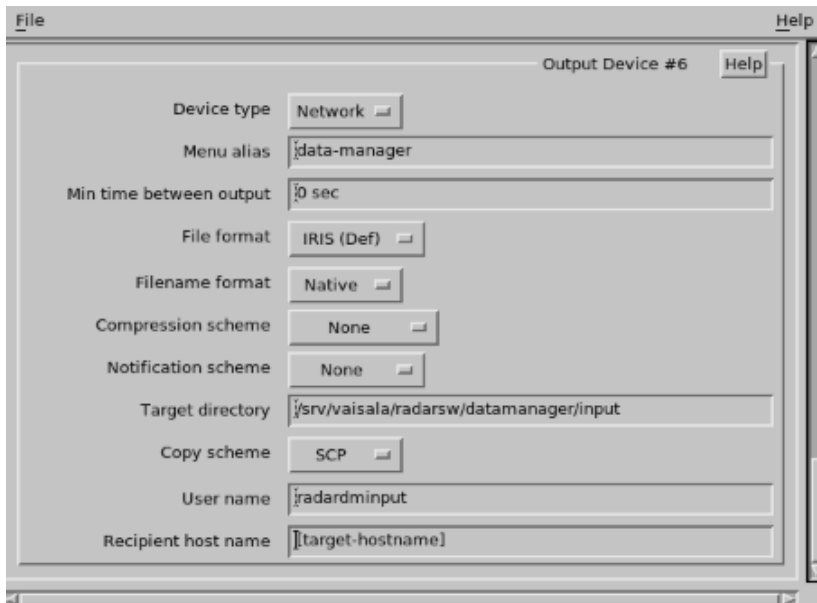 File Help
Output Device #6 Help
Device type Network
Menu alias data-manager
Min time between output 0 sec
File format IRIS (Def)
Filename format Native
Compression scheme None
Notification scheme None
Target directory /srv/vaisala/radarsw/datamanager/input
Copy scheme SCP
User name radardminput
Recipient host name [target-hostname]